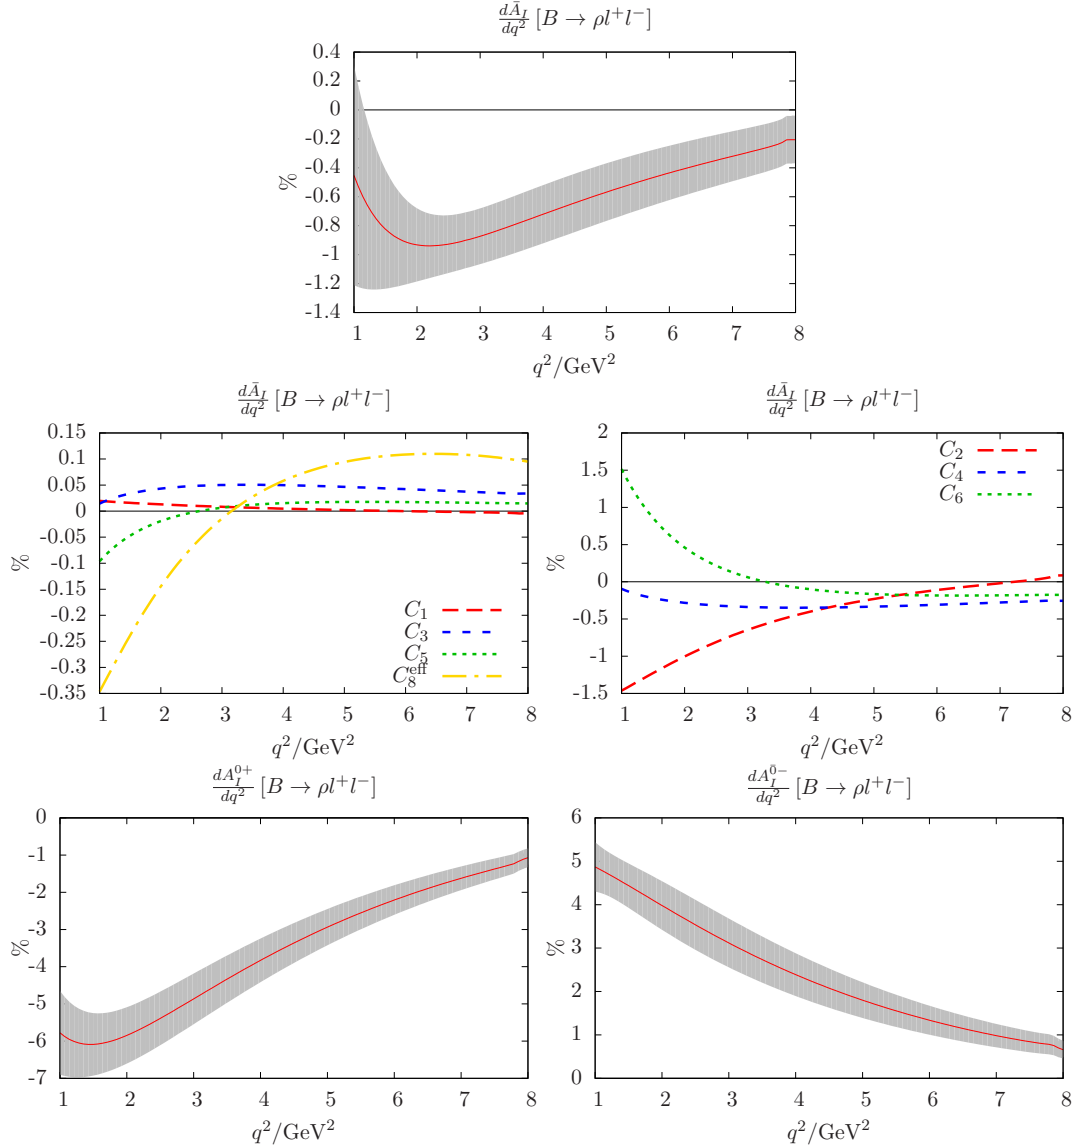 dĀ_I/dq² [B → ρl⁺l⁻]
0.4
0.2
0
-0.2
-0.4
-0.6
-0.8
-1
-1.2
-1.4
%
1 2 3 4 5 6 7 8
q²/GeV²
dĀ_I/dq² [B → ρl⁺l⁻]
0.15
0.1
0.05
0
-0.05
-0.1
-0.15
-0.2
-0.25
-0.3
-0.35
%
C₁
C₃
C₅
C₈^eff
1 2 3 4 5 6 7 8
q²/GeV²
dĀ_I/dq² [B → ρl⁺l⁻]
2
1.5
1
0.5
0
-0.5
-1
-1.5
%
C₂
C₄
C₆
1 2 3 4 5 6 7 8
q²/GeV²
dA_I^{0+}/dq² [B → ρl⁺l⁻]
0
-1
-2
-3
-4
-5
-6
-7
%
1 2 3 4 5 6 7 8
q²/GeV²
dA_I^{0̄-}/dq² [B → ρl⁺l⁻]
6
5
4
3
2
1
0
%
1 2 3 4 5 6 7 8
q²/GeV²